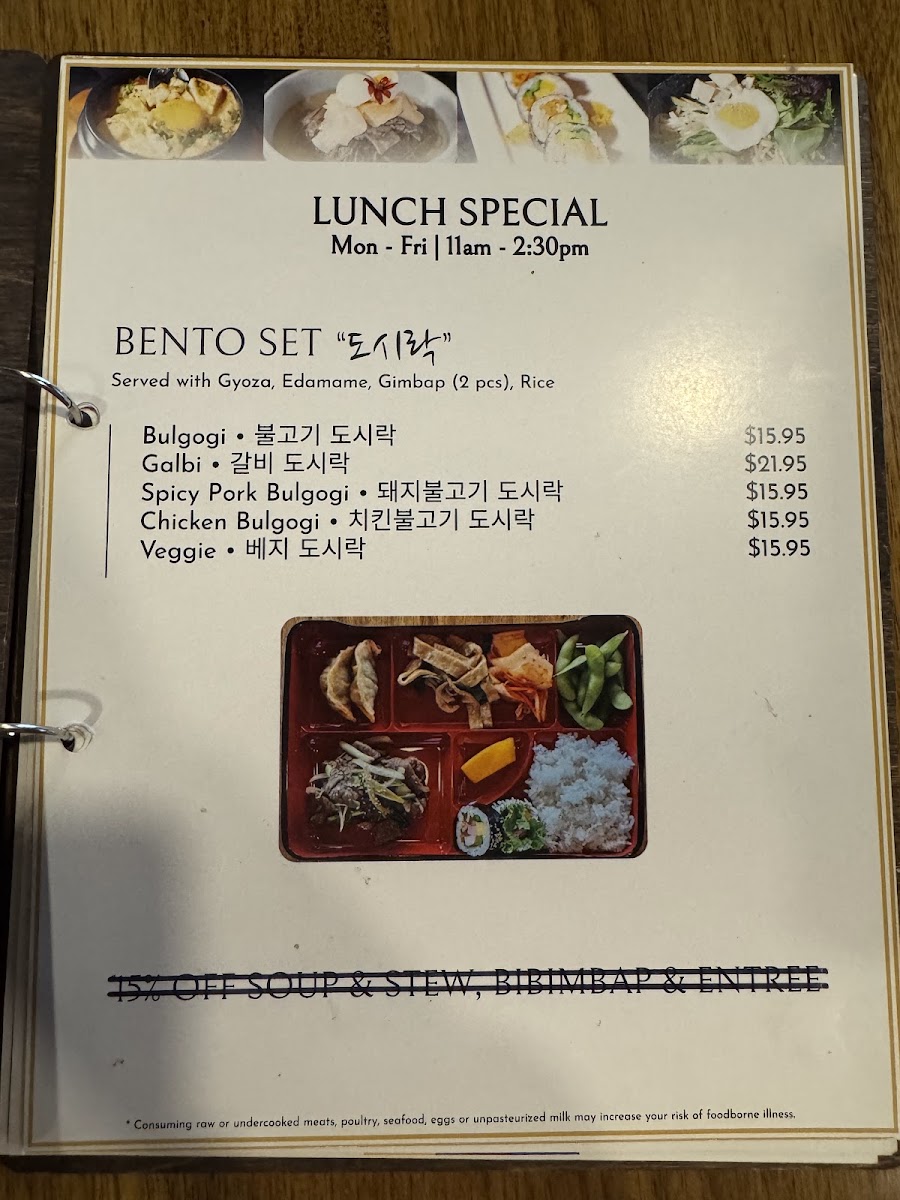 LUNCH SPECIAL
Mon - Fri | 11am - 2:30pm
BENTO SET "도시락"
Served with Gyoza, Edamame, Gimbap (2 pcs), Rice
Bulgogi • 불고기 도시락 $15.95
Galbi • 갈비 도시락 $21.95
Spicy Pork Bulgogi • 돼지불고기 도시락 $15.95
Chicken Bulgogi • 치킨불고기 도시락 $15.95
Veggie • 베지 도시락 $15.95
15% OFF SOUP & STEW, BIBIMBAP & ENTREE
* Consuming raw or undercooked meats, poultry, seafood, eggs or unpasteurized milk may increase your risk of foodborne illness.